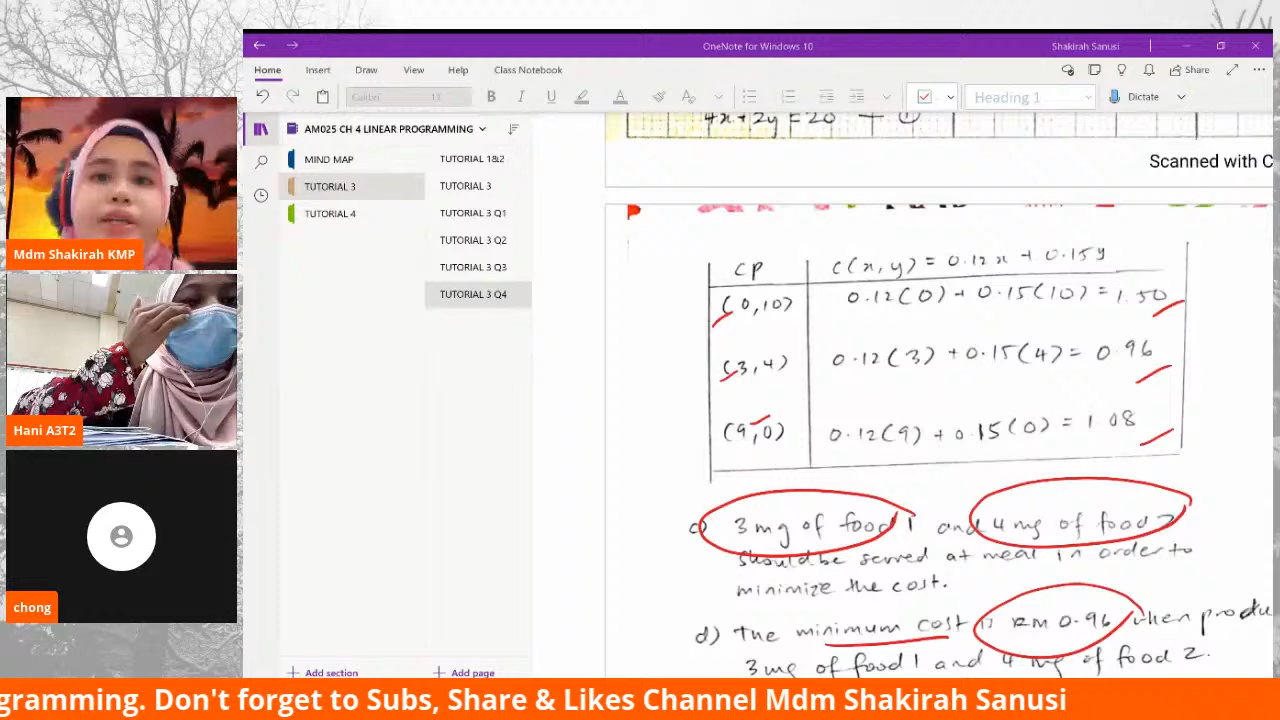 OneNote for Windows 10
Shakirah Sanusi
Home Insert Draw View Help Class Notebook
Share
Calibri 11 B I U A Heading 1 Dictate
AM025 CH 4 LINEAR PROGRAMMING
MIND MAP
TUTORIAL 3
TUTORIAL 4
TUTORIAL 1&2
TUTORIAL 3
TUTORIAL 3 Q1
TUTORIAL 3 Q2
TUTORIAL 3 Q3
TUTORIAL 3 Q4
Add section
Add page
4x+2y = 20 — ①
Scanned with C
CP C(x, y) = 0.12x + 0.15y
(0,10) 0.12(0) + 0.15(10) = 1.50
(3,4) 0.12(3) + 0.15(4) = 0.96
(9,0) 0.12(9) + 0.15(0) = 1.08
c) 3mg of food 1 and 4 mg of food 2
should be served at meal in order to
minimize the cost.
d) the minimum cost is RM 0.96 when produ
3mg of food 1 and 4 mg of food 2.
Mdm Shakirah KMP
Hani A3T2
chong
gramming. Don't forget to Subs, Share & Likes Channel Mdm Shakirah Sanusi